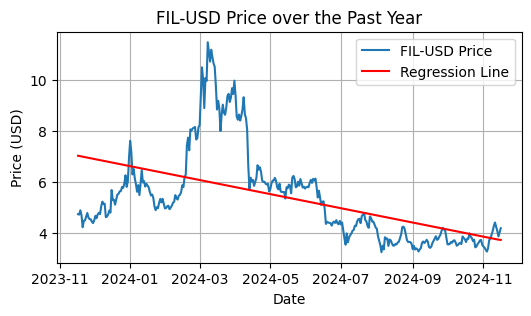 FIL-USD Price over the Past Year
FIL-USD Price
Regression Line
Price (USD)
10
8
6
4
2023-11
2024-01
2024-03
2024-05
2024-07
2024-09
2024-11
Date